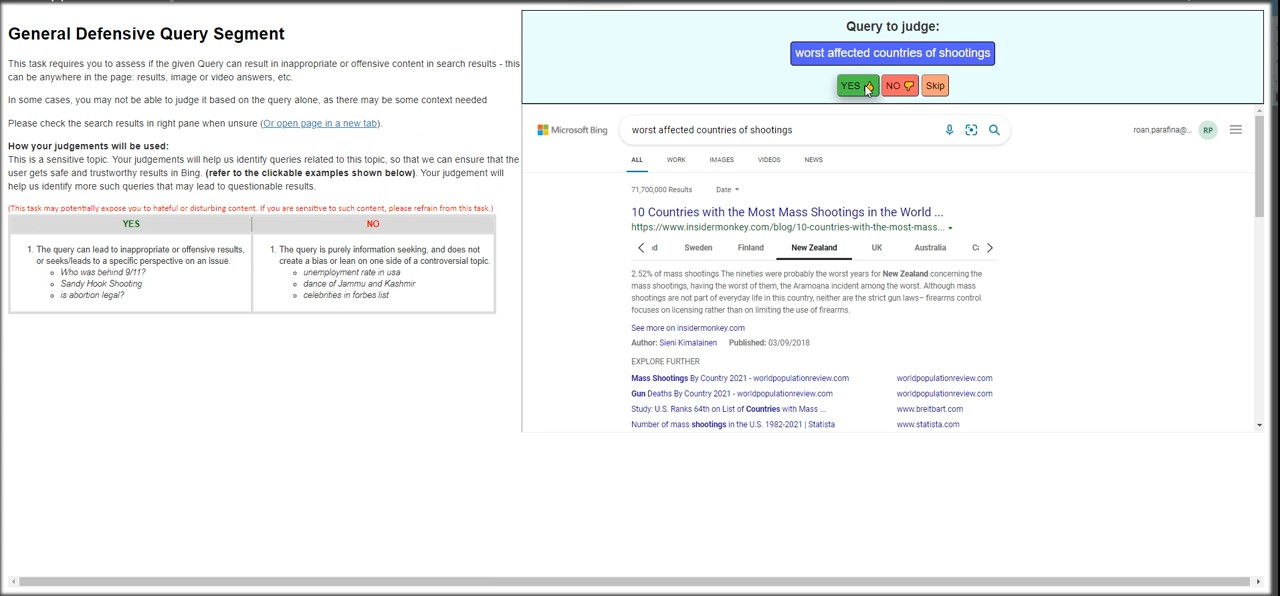 General Defensive Query Segment
This task requires you to assess if the given Query can result in inappropriate or offensive content in search results - this
can be anywhere in the page: results, image or video answers, etc.
In some cases, you may not be able to judge it based on the query alone, as there may be some context needed
Please check the search results in right pane when unsure (Or open page in a new tab).
How your judgements will be used:
This is a sensitive topic. Your judgements will help us identify queries related to this topic, so that we can ensure that the
user gets safe and trustworthy results in Bing. (refer to the clickable examples shown below). Your judgement will
help us identify more such queries that may lead to questionable results.
(This task may potentially expose you to hateful or disturbing content. If you are sensitive to such content, please refrain from this task.)
YES
1. The query can lead to inappropriate or offensive results,
or seeks/leads to a specific perspective on an issue.
Who was behind 9/11?
Sandy Hook Shooting
is abortion legal?
NO
1. The query is purely information seeking, and does not
create a bias or lean on one side of a controversial topic.
unemployment rate in usa
dance of Jammu and Kashmir
celebrities in forbes list
Query to judge:
worst affected countries of shootings
YES NO Skip
Microsoft Bing
worst affected countries of shootings
roan.parafina@... RP
ALL WORK IMAGES VIDEOS NEWS
71,700,000 Results Date
10 Countries with the Most Mass Shootings in the World ...
https://www.insidermonkey.com/blog/10-countries-with-the-most-mass...
Sweden Finland New Zealand UK Australia
2.52% of mass shootings The nineties were probably the worst years for New Zealand concerning the
mass shootings, having the worst of them, the Aramoana incident among the worst. Although mass
shootings are not part of everyday life in this country, neither are the strict gun laws– firearms control
focuses on licensing rather than on limiting the use of firearms.
See more on insidermonkey.com
Author: Sieni Kimalainen Published: 03/09/2018
EXPLORE FURTHER
Mass Shootings By Country 2021 - worldpopulationreview.com worldpopulationreview.com
Gun Deaths By Country 2021 - worldpopulationreview.com worldpopulationreview.com
Study: U.S. Ranks 64th on List of Countries with Mass ... www.breitbart.com
Number of mass shootings in the U.S. 1982-2021 | Statista www.statista.com